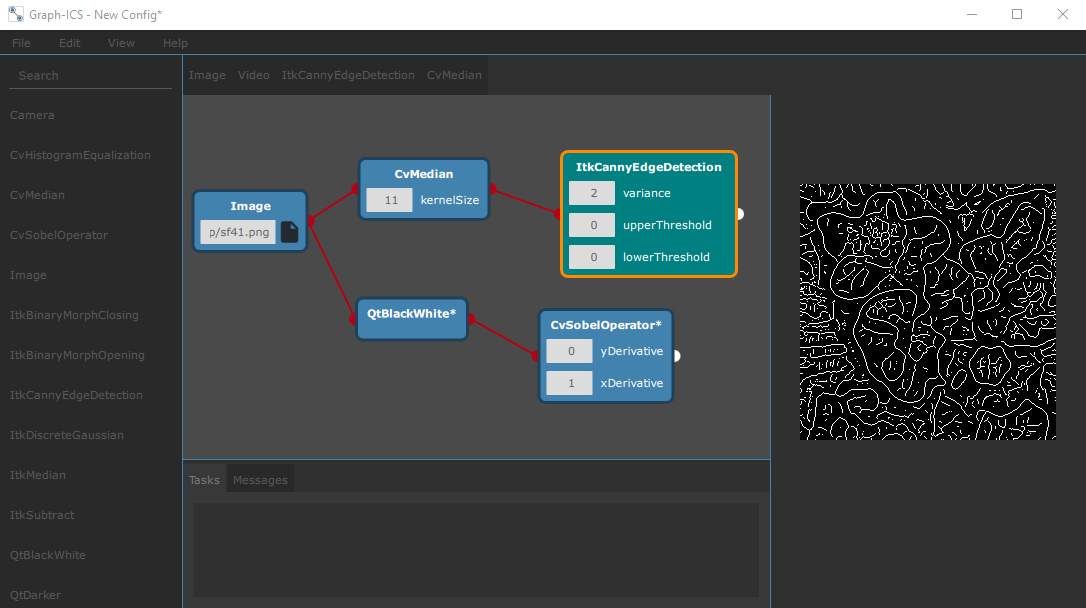 Graph-ICS - New Config*
File Edit View Help
Search
Camera
CvHistogramEqualization
CvMedian
CvSobelOperator
Image
ItkBinaryMorphClosing
ItkBinaryMorphOpening
ItkCannyEdgeDetection
ItkDiscreteGaussian
ItkMedian
ItkSubtract
QtBlackWhite
QtDarker
Image Video ItkCannyEdgeDetection CvMedian
Image
p/sf41.png
CvMedian
11 kernelSize
ItkCannyEdgeDetection
2 variance
0 upperThreshold
0 lowerThreshold
QtBlackWhite*
CvSobelOperator*
0 yDerivative
1 xDerivative
Tasks Messages